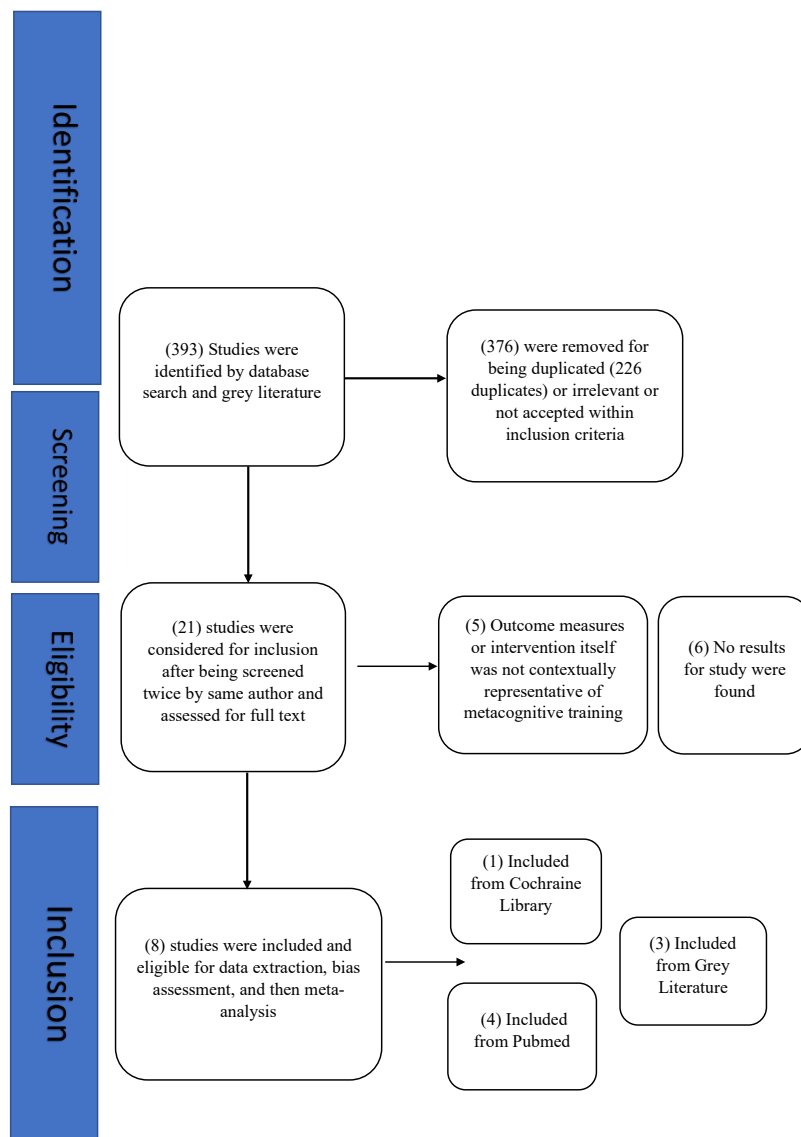 Identification
(393) Studies were
identified by database
search and grey literature
(376) were removed for
being duplicated (226
duplicates) or irrelevant or
not accepted within
inclusion criteria
Screening
Eligibility
(21) studies were
considered for inclusion
after being screened
twice by same author and
assessed for full text
(5) Outcome measures
or intervention itself
was not contextually
representative of
metacognitive training
(6) No results
for study were
found
Inclusion
(8) studies were included and
eligible for data extraction, bias
assessment, and then meta-
analysis
(1) Included
from Cochraine
Library
(3) Included
from Grey
Literature
(4) Included
from Pubmed